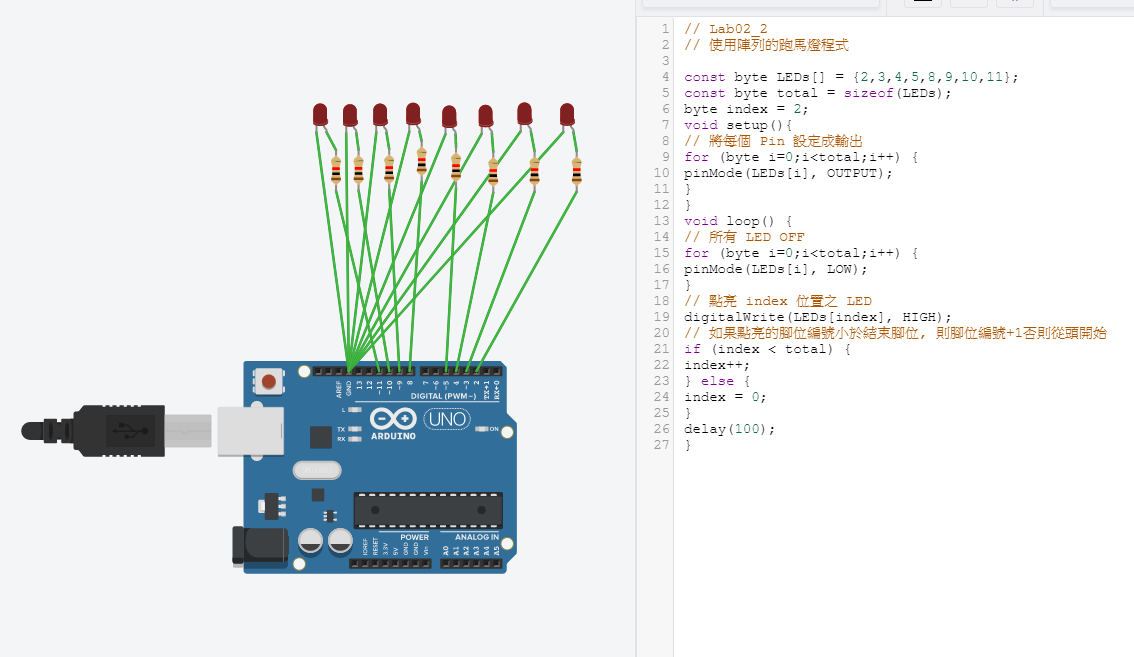 1 // Lab02_2
2 // 使用陣列的跑馬燈程式
3
4 const byte LEDs[] = {2,3,4,5,8,9,10,11};
5 const byte total = sizeof(LEDs);
6 byte index = 2;
7 void setup(){
8 // 將每個 Pin 設定成輸出
9 for (byte i=0;i<total;i++) {
10 pinMode(LEDs[i], OUTPUT);
11 }
12 }
13 void loop() {
14 // 所有 LED OFF
15 for (byte i=0;i<total;i++) {
16 pinMode(LEDs[i], LOW);
17 }
18 // 點亮 index 位置之 LED
19 digitalWrite(LEDs[index], HIGH);
20 // 如果點亮的腳位編號小於結束腳位, 則腳位編號+1否則從頭開始
21 if (index < total) {
22 index++;
23 } else {
24 index = 0;
25 }
26 delay(100);
27 }
AREF
GND
13
12
~11
~10
~9
8
7
~6
~5
4
~3
2
TX→1
RX←0
DIGITAL (PWM~)
L
TX
RX
ARDUINO
UNO
ON
POWER
ANALOG IN
IOREF
RESET
3.3V
5V
GND
GND
Vin
A0
A1
A2
A3
A4
A5